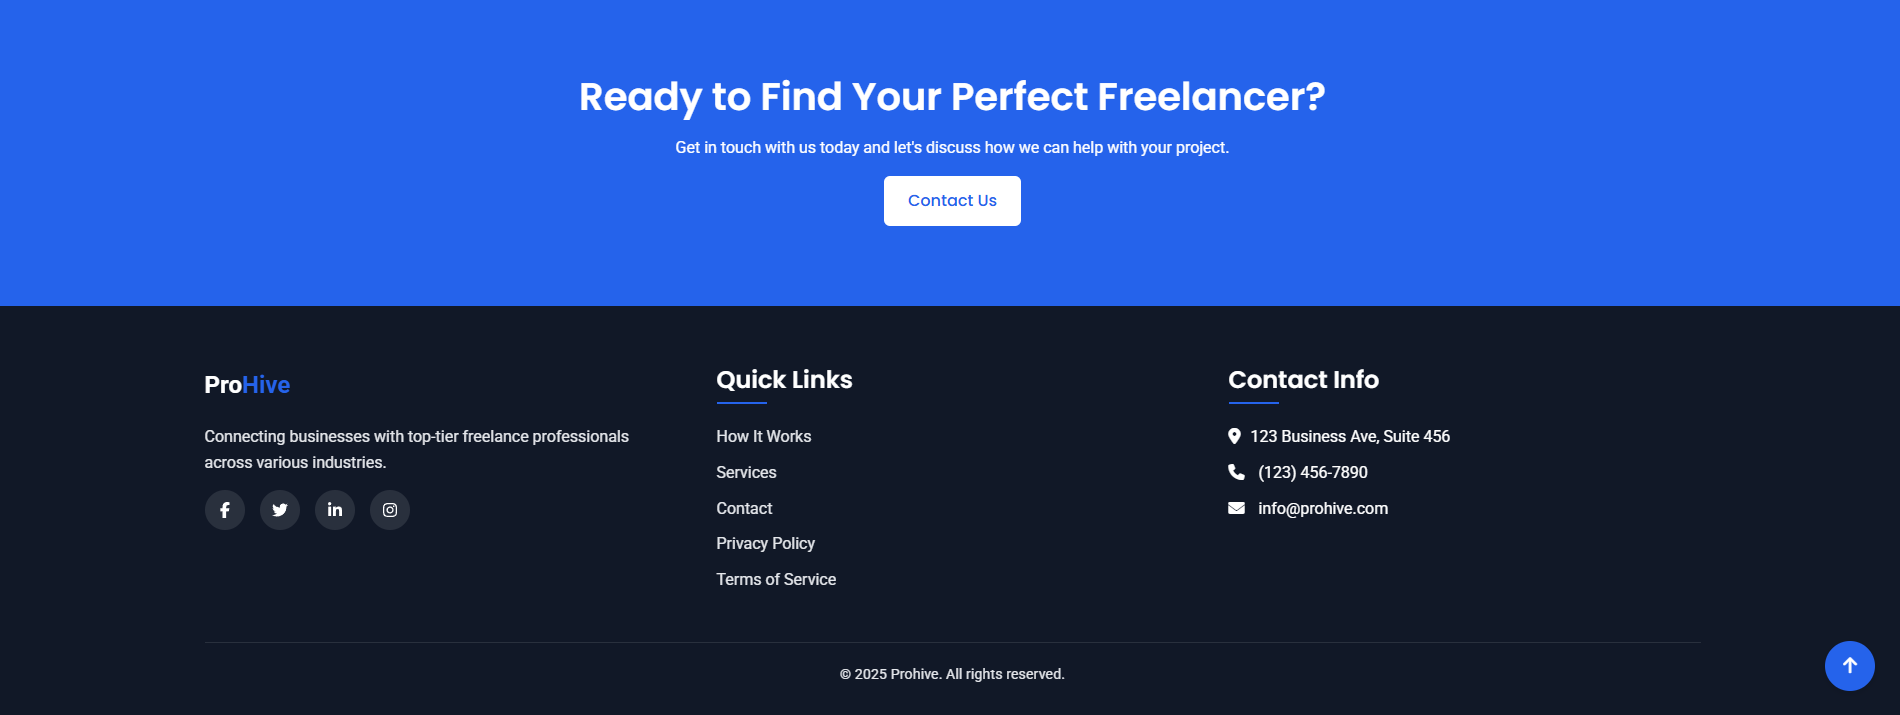 Ready to Find Your Perfect Freelancer?
Get in touch with us today and let's discuss how we can help with your project.
Contact Us
ProHive
Connecting businesses with top-tier freelance professionals
across various industries.
Quick Links
How It Works
Services
Contact
Privacy Policy
Terms of Service
Contact Info
123 Business Ave, Suite 456
(123) 456-7890
info@prohive.com
© 2025 Prohive. All rights reserved.